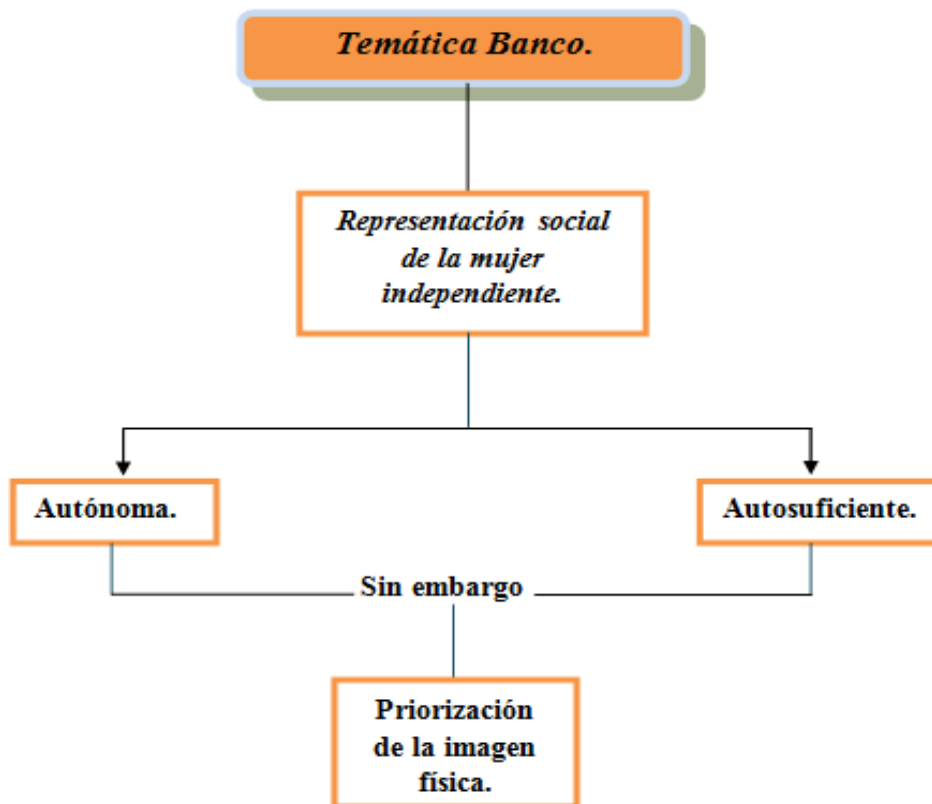 Temática Banco.
Representación social
de la mujer
independiente.
Autónoma.
Autosuficiente.
Sin embargo
Priorización
de la imagen
física.